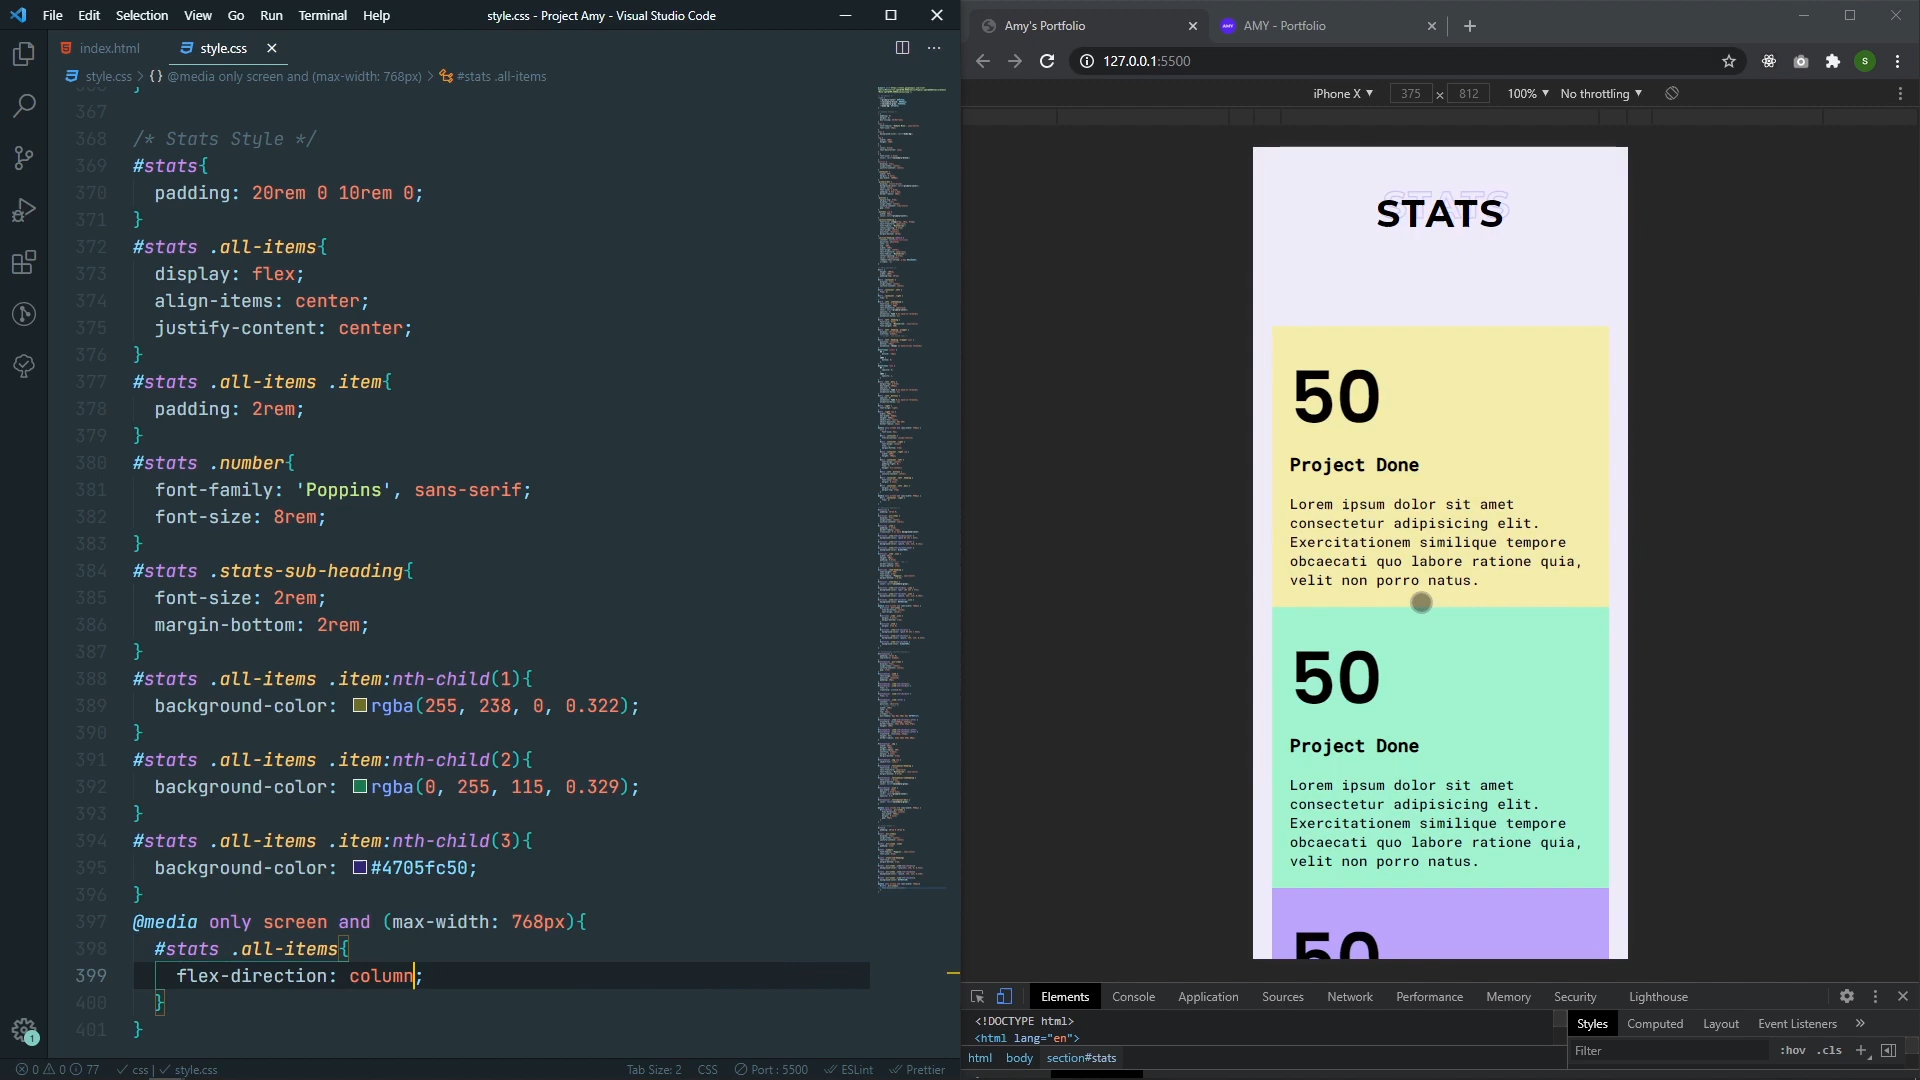 File Edit Selection View Go Run Terminal Help
style.css - Project Amy - Visual Studio Code
index.html
style.css
style.css > {} @media only screen and (max-width: 768px) > #stats .all-items
367
368 /* Stats Style */
369 #stats{
370 padding: 20rem 0 10rem 0;
371 }
372 #stats .all-items{
373 display: flex;
374 align-items: center;
375 justify-content: center;
376 }
377 #stats .all-items .item{
378 padding: 2rem;
379 }
380 #stats .number{
381 font-family: 'Poppins', sans-serif;
382 font-size: 8rem;
383 }
384 #stats .stats-sub-heading{
385 font-size: 2rem;
386 margin-bottom: 2rem;
387 }
388 #stats .all-items .item:nth-child(1){
389 background-color: rgba(255, 238, 0, 0.322);
390 }
391 #stats .all-items .item:nth-child(2){
392 background-color: rgba(0, 255, 115, 0.329);
393 }
394 #stats .all-items .item:nth-child(3){
395 background-color: #4705fc50;
396 }
397 @media only screen and (max-width: 768px){
398 #stats .all-items{
399 flex-direction: column;
400 }
401 }
1
0 0 77 css | style.css
Tab Size: 2 CSS Port : 5500 ESLint Prettier
Amy's Portfolio
AMY AMY - Portfolio
127.0.0.1:5500
S
iPhone X 375 x 812 100% No throttling
STATS
STATS
50
Project Done
Lorem ipsum dolor sit amet
consectetur adipisicing elit.
Exercitationem similique tempore
obcaecati quo labore ratione quia,
velit non porro natus.
50
Project Done
Lorem ipsum dolor sit amet
consectetur adipisicing elit.
Exercitationem similique tempore
obcaecati quo labore ratione quia,
velit non porro natus.
50
Elements Console Application Sources Network Performance Memory Security Lighthouse
<!DOCTYPE html>
<html lang="en">
html body section#stats
Styles Computed Layout Event Listeners »
Filter :hov .cls